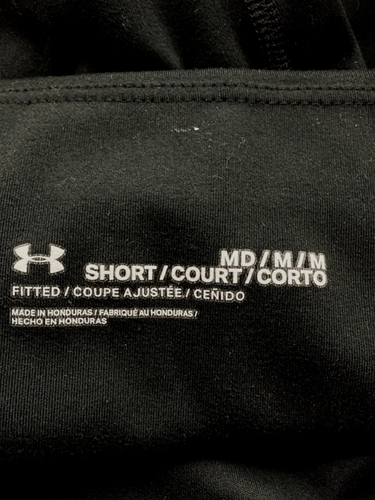 MD / M / M
SHORT / COURT / CORTO
FITTED / COUPE AJUSTÉE / CEÑIDO
MADE IN HONDURAS / FABRIQUÉ AU HONDURAS /
HECHO EN HONDURAS